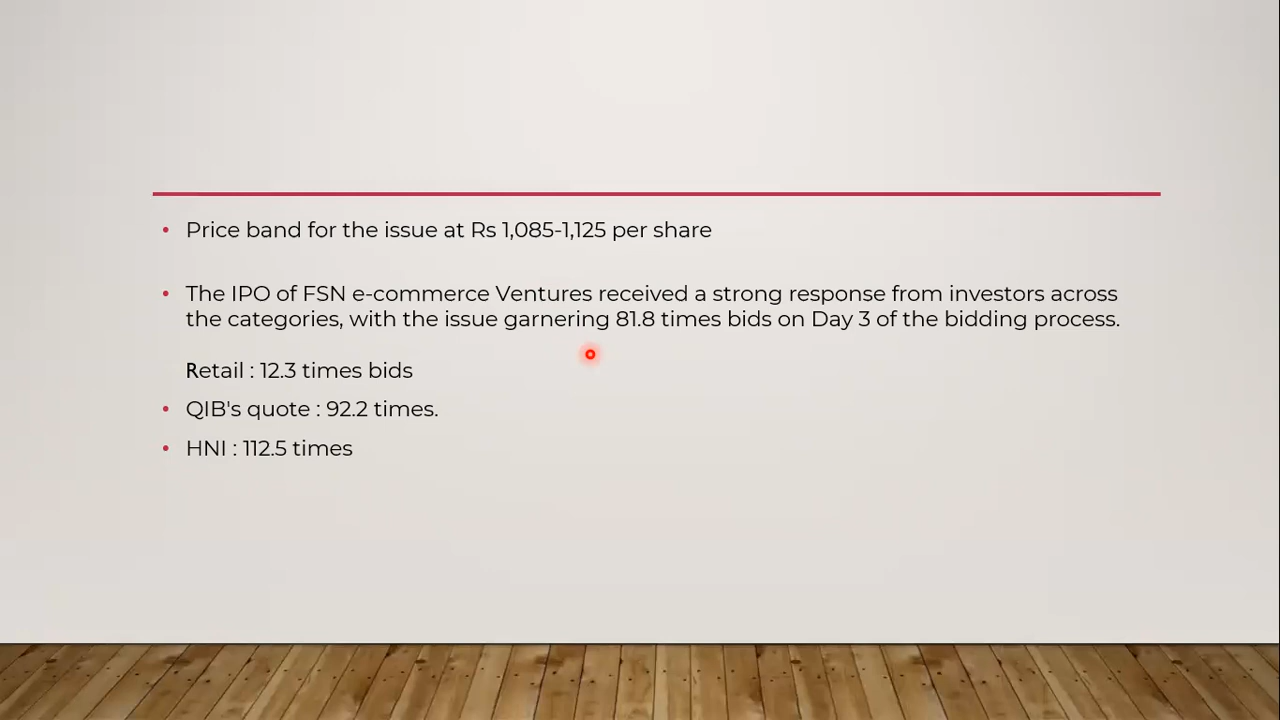 • Price band for the issue at Rs 1,085-1,125 per share
• The IPO of FSN e-commerce Ventures received a strong response from investors across
the categories, with the issue garnering 81.8 times bids on Day 3 of the bidding process.
Retail : 12.3 times bids
• QIB's quote : 92.2 times.
• HNI : 112.5 times